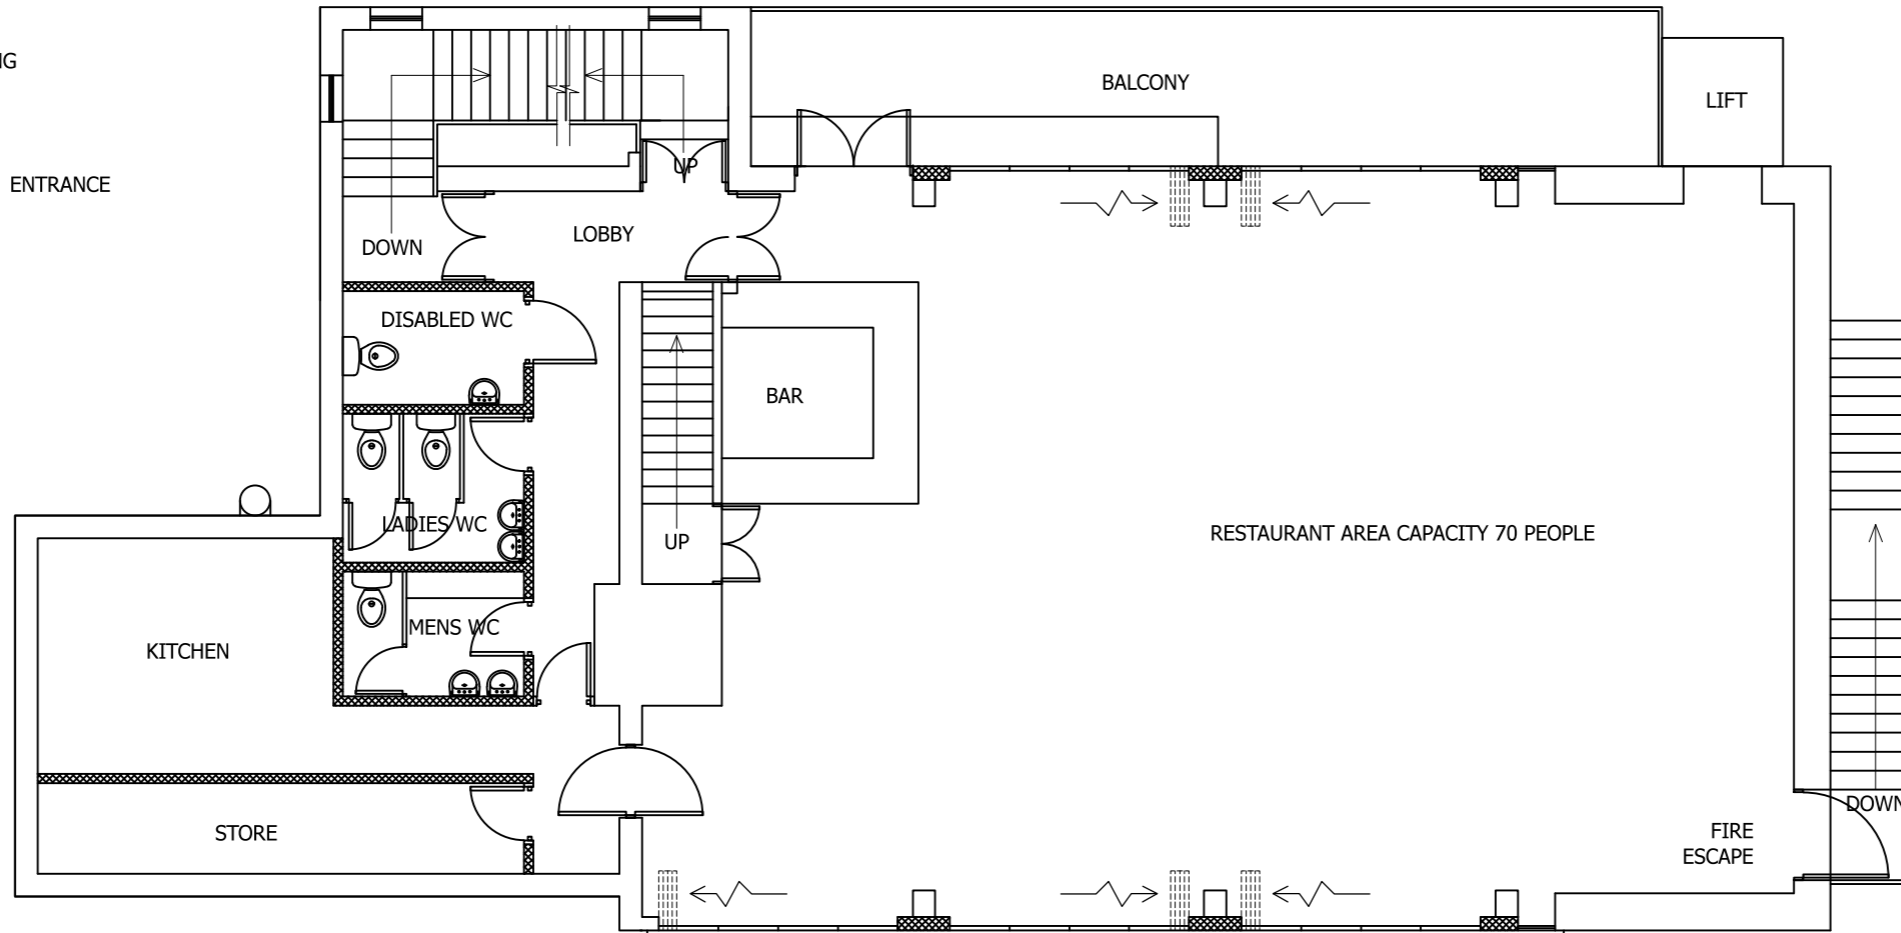 BALCONY
LIFT
ENTRANCE
UP
LOBBY
DOWN
DISABLED WC
BAR
LADIES WC
UP
RESTAURANT AREA CAPACITY 70 PEOPLE
MENS WC
KITCHEN
DOWN
STORE
FIRE
ESCAPE